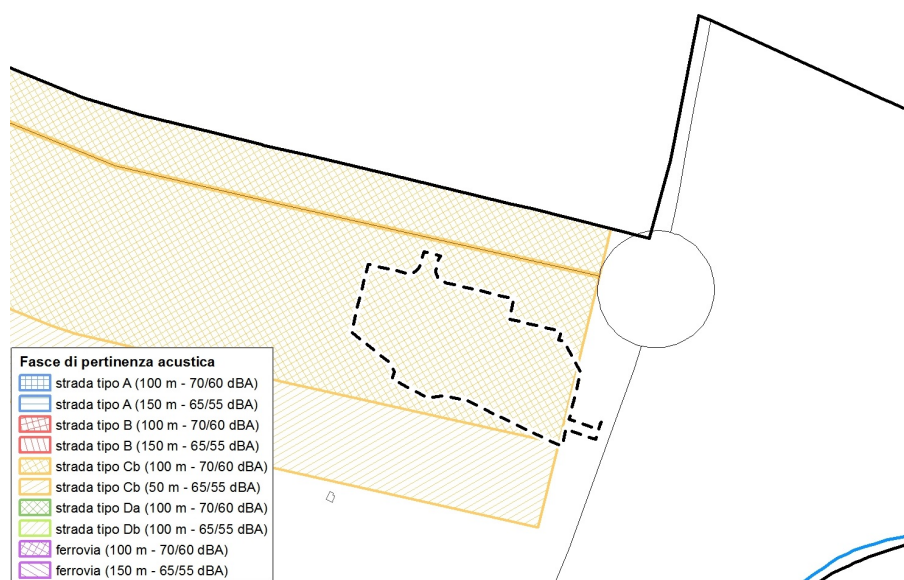 Fasce di pertinenza acustica
strada tipo A (100 m - 70/60 dBA)
strada tipo A (150 m - 65/55 dBA)
strada tipo B (100 m - 70/60 dBA)
strada tipo B (150 m - 65/55 dBA)
strada tipo Cb (100 m - 70/60 dBA)
strada tipo Cb (50 m - 65/55 dBA)
strada tipo Da (100 m - 70/60 dBA)
strada tipo Db (100 m - 65/55 dBA)
ferrovia (100 m - 70/60 dBA)
ferrovia (150 m - 65/55 dBA)